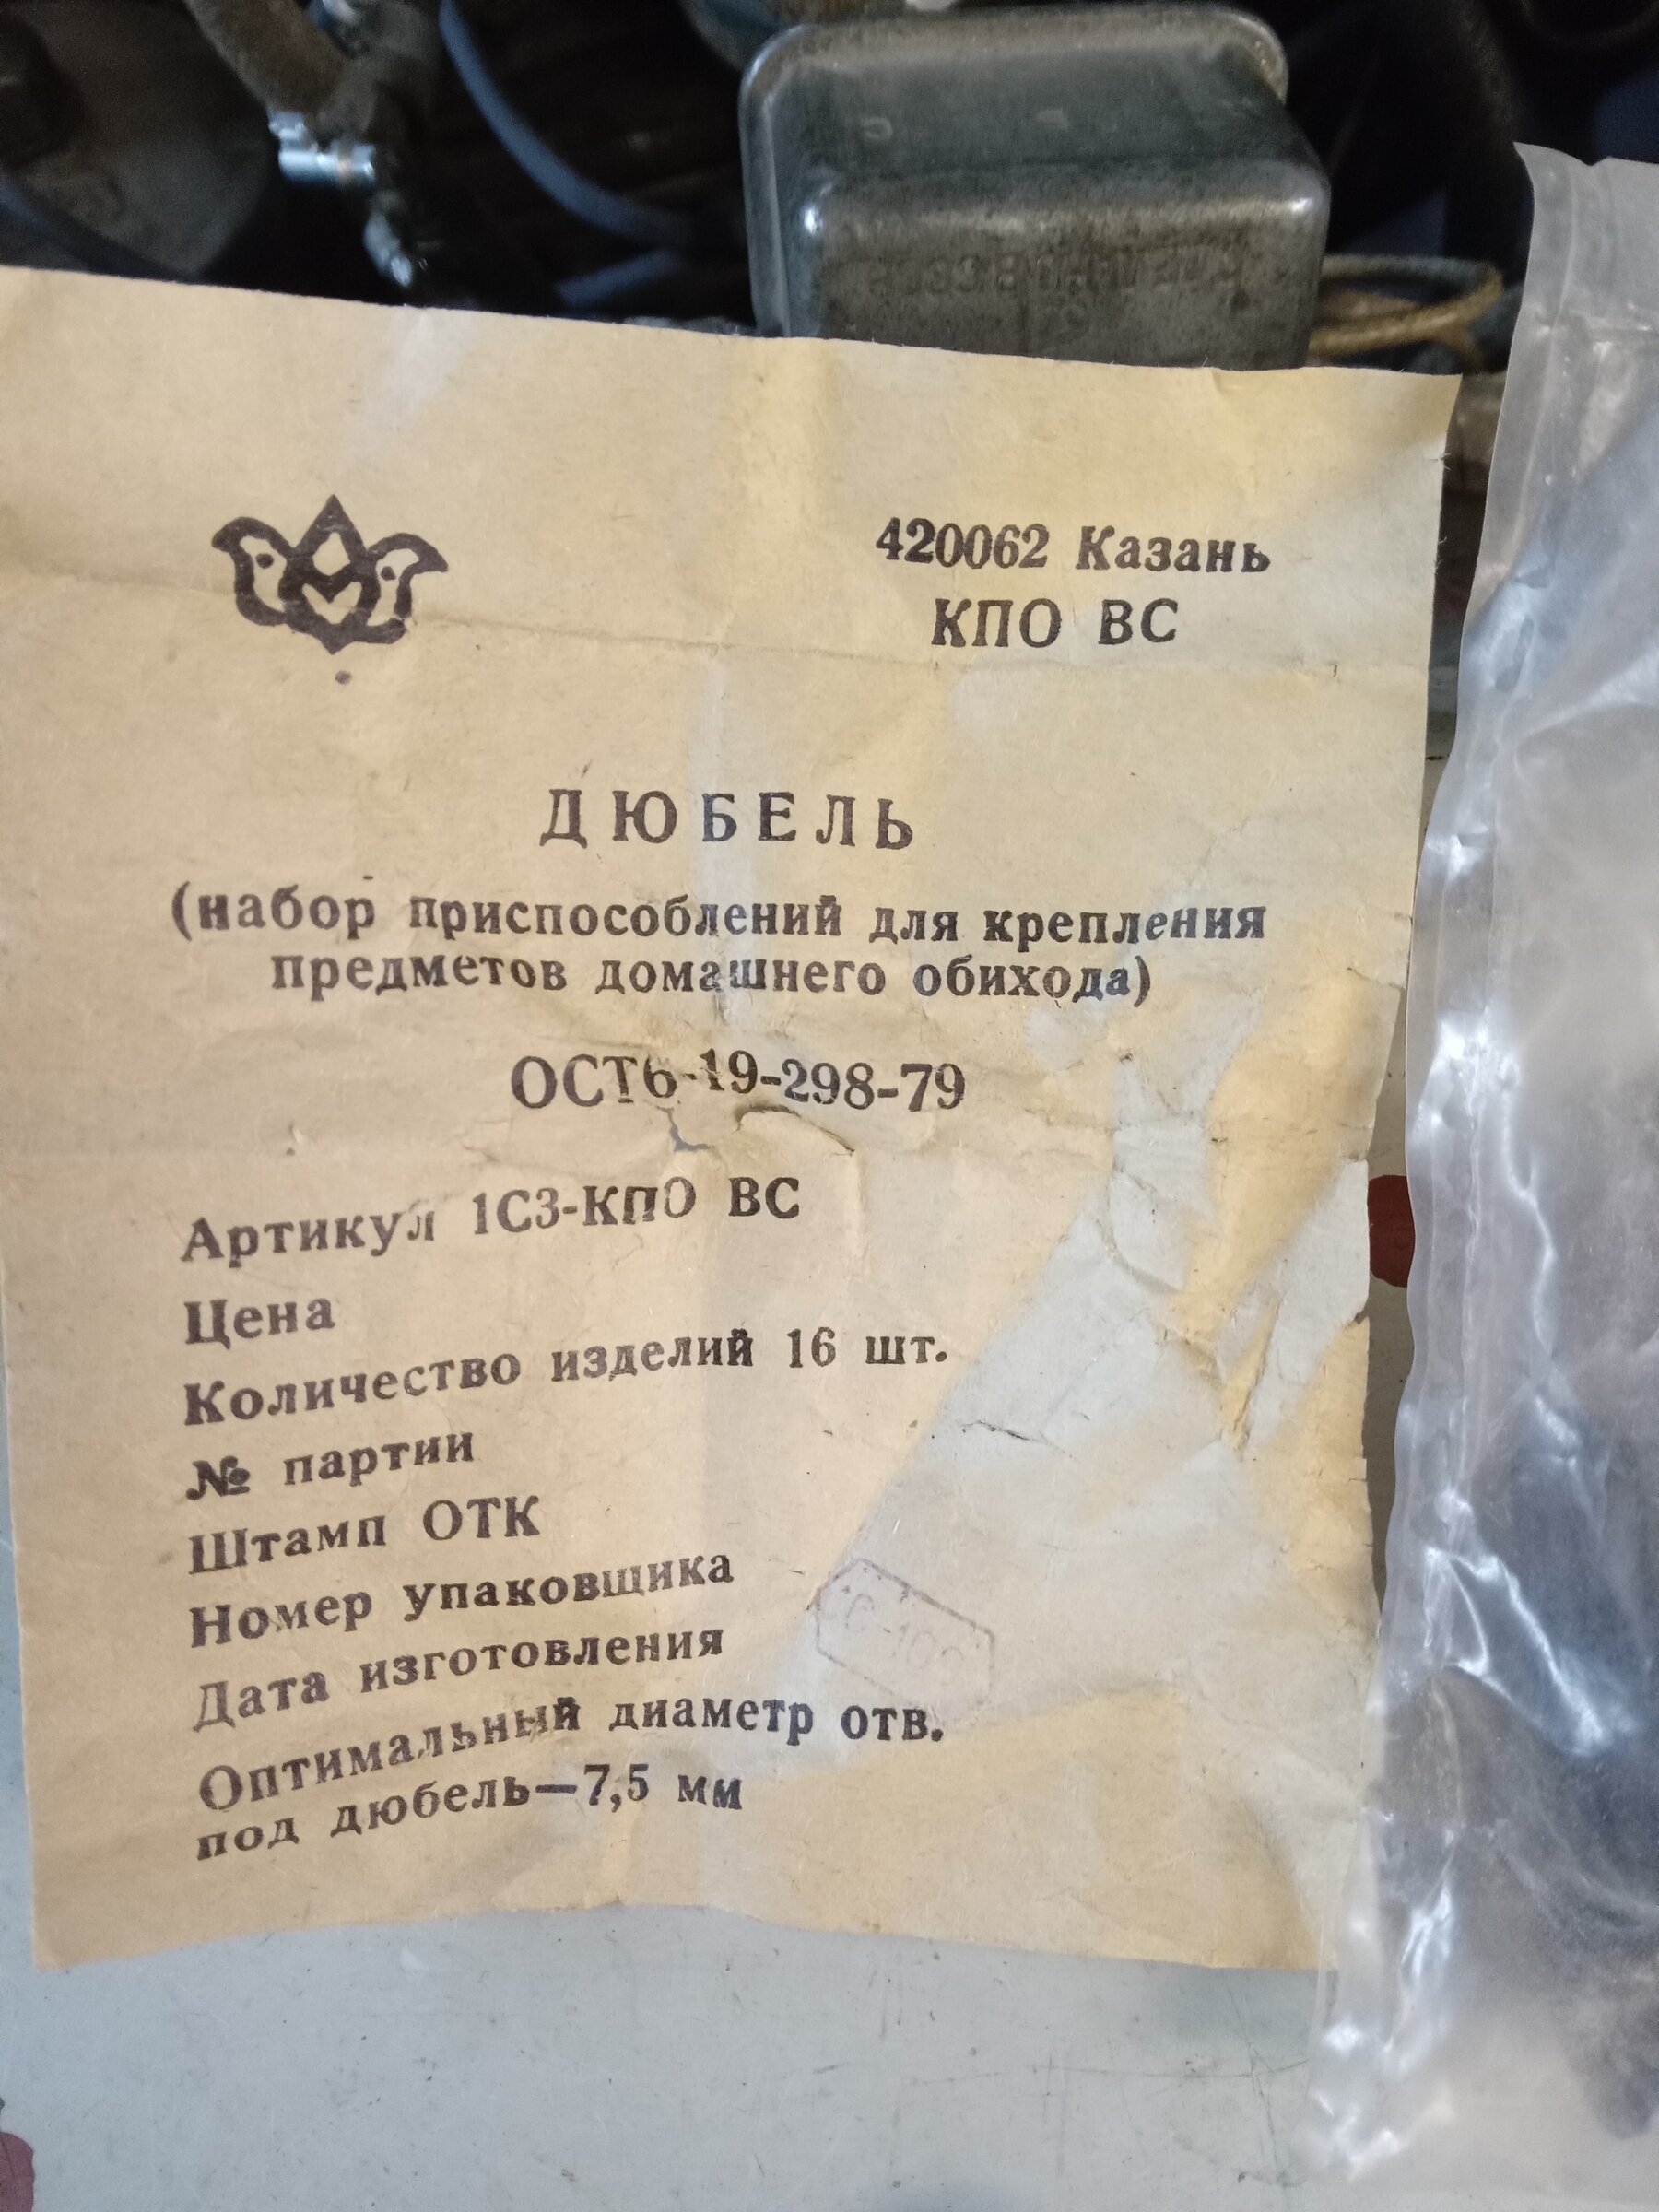 420062 Казань
КПО ВС
ДЮБЕЛЬ
(набор приспособлений для крепления
предметов домашнего обихода)
ОСТ6-19-298-79
Артикул 1С3-КПО ВС
Цена
Количество изделий 16 шт.
№ партии
Штамп ОТК
Номер упаковщика
Дата изготовления
Оптимальный диаметр отв.
под дюбель—7,5 мм